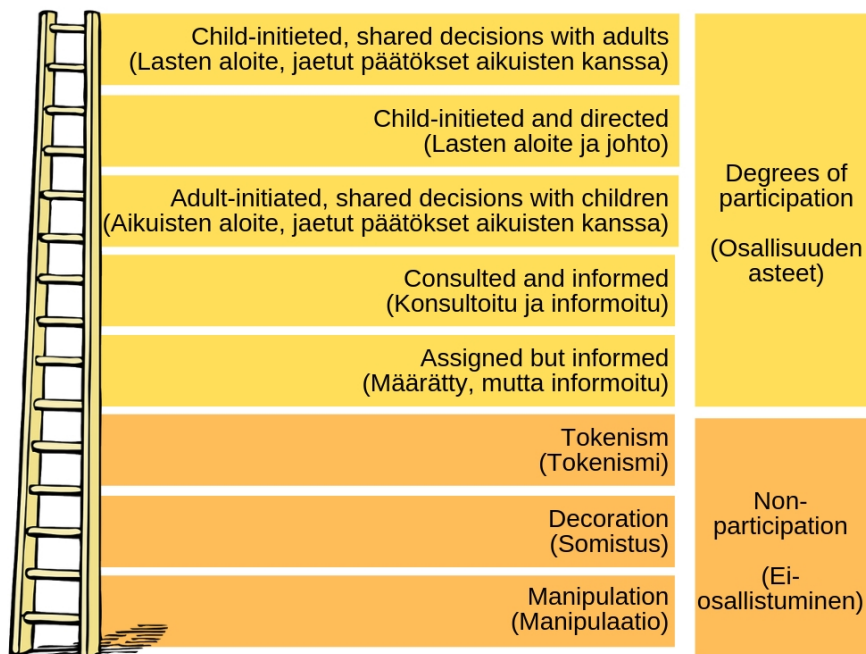 Child-initieted, shared decisions with adults
(Lasten aloite, jaetut päätökset aikuisten kanssa)
Child-initieted and directed
(Lasten aloite ja johto)
Adult-initiated, shared decisions with children
(Aikuisten aloite, jaetut päätökset aikuisten kanssa)
Consulted and informed
(Konsultoitu ja informoitu)
Assigned but informed
(Määrätty, mutta informoitu)
Tokenism
(Tokenismi)
Decoration
(Somistus)
Manipulation
(Manipulaatio)
Degrees of
participation
(Osallisuuden
asteet)
Non-
participation
(Ei-
osallistuminen)